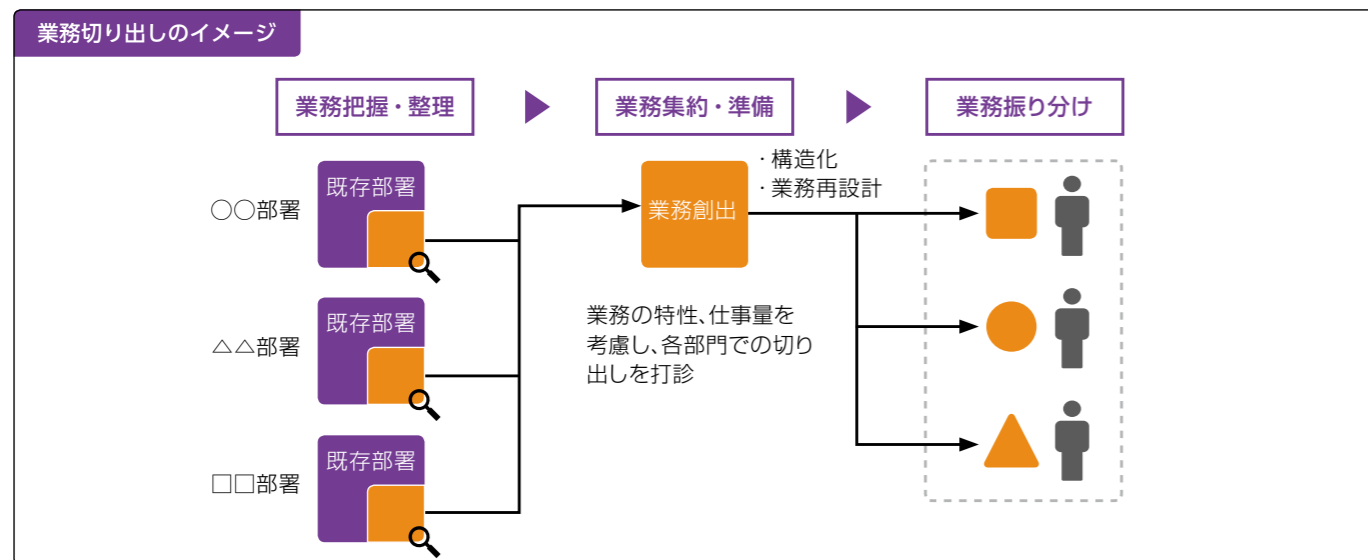 業務切り出しのイメージ
業務把握・整理
業務集約・準備
業務振り分け
○○部署
既存部署
△△部署
既存部署
□□部署
既存部署
業務創出
・構造化
・業務再設計
業務の特性、仕事量を
考慮し、各部門での切り
出しを打診